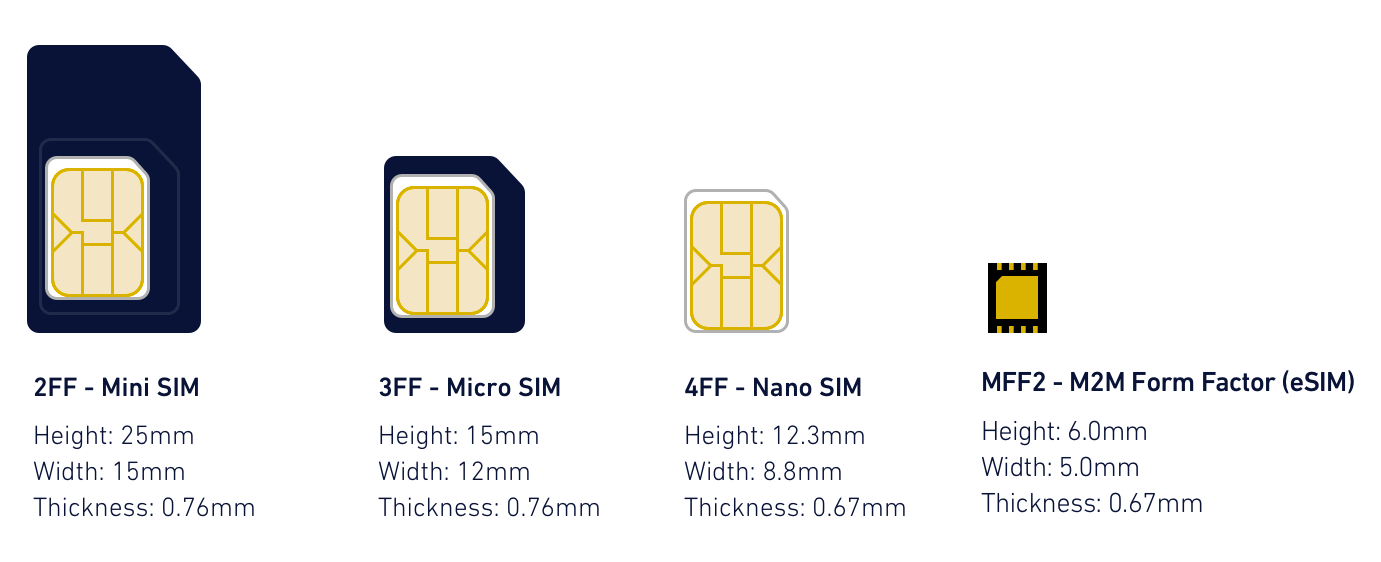 2FF - Mini SIM
Height: 25mm
Width: 15mm
Thickness: 0.76mm
3FF - Micro SIM
Height: 15mm
Width: 12mm
Thickness: 0.76mm
4FF - Nano SIM
Height: 12.3mm
Width: 8.8mm
Thickness: 0.67mm
MFF2 - M2M Form Factor (eSIM)
Height: 6.0mm
Width: 5.0mm
Thickness: 0.67mm